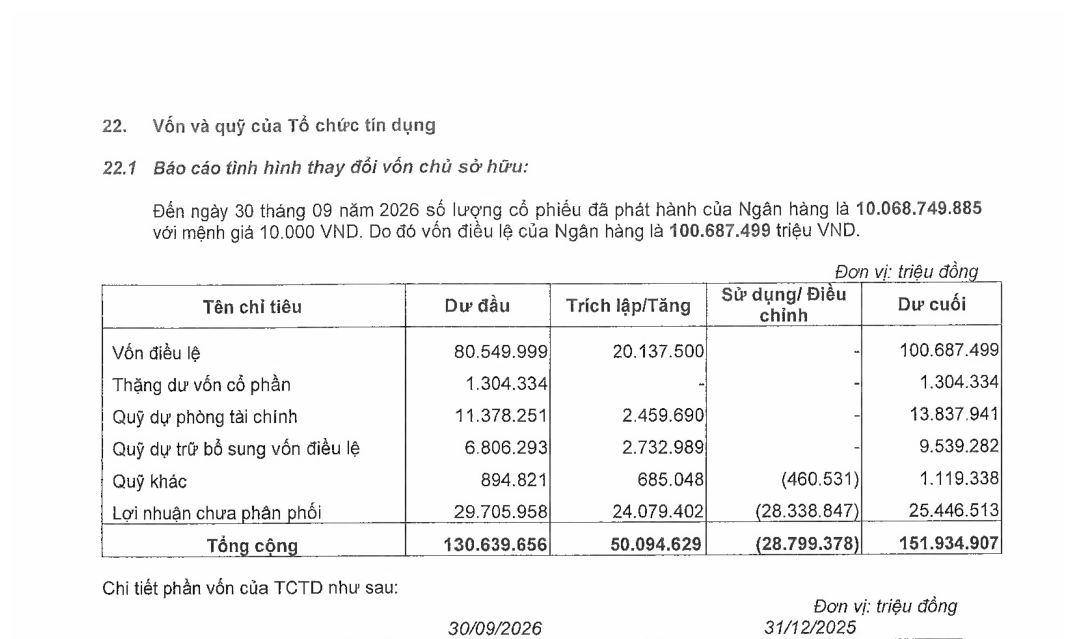 22. Vốn và quỹ của Tổ chức tín dụng
22.1 Báo cáo tình hình thay đổi vốn chủ sở hữu:
Đến ngày 30 tháng 09 năm 2026 số lượng cổ phiếu đã phát hành của Ngân hàng là 10.068.749.885
với mệnh giá 10.000 VND. Do đó vốn điều lệ của Ngân hàng là 100.687.499 triệu VND.
Đơn vị: triệu đồng
Tên chỉ tiêu Dư đầu Trích lập/Tăng Sử dụng/ Điều chỉnh Dư cuối
Vốn điều lệ 80.549.999 20.137.500 - 100.687.499
Thặng dư vốn cổ phần 1.304.334 - - 1.304.334
Quỹ dự phòng tài chính 11.378.251 2.459.690 - 13.837.941
Quỹ dự trữ bổ sung vốn điều lệ 6.806.293 2.732.989 - 9.539.282
Quỹ khác 894.821 685.048 (460.531) 1.119.338
Lợi nhuận chưa phân phối 29.705.958 24.079.402 (28.338.847) 25.446.513
Tổng cộng 130.639.656 50.094.629 (28.799.378) 151.934.907
Chi tiết phần vốn của TCTD như sau:
Đơn vị: triệu đồng
30/09/2026 31/12/2025